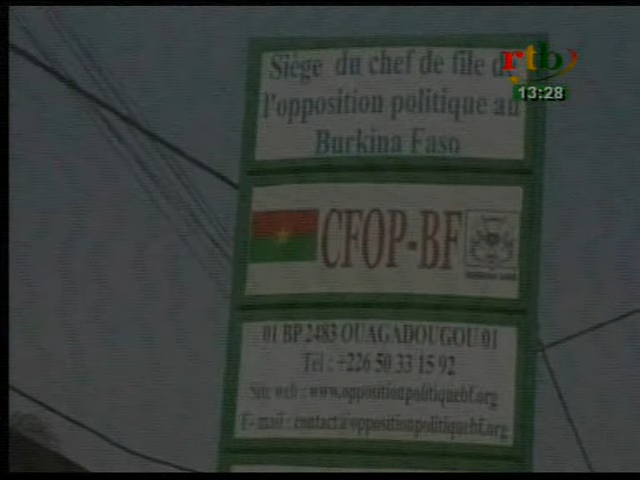 Siège du chef de file de
l'opposition politique au
Burkina Faso
rtb
13:28
CFOP-BF
01 BP 2483 OUAGADOUGOU 01
Tél : +226 50 33 15 92
Site web : www.oppositionpolitiquebf.org
E-mail : contact@oppositionpolitiquebf.org